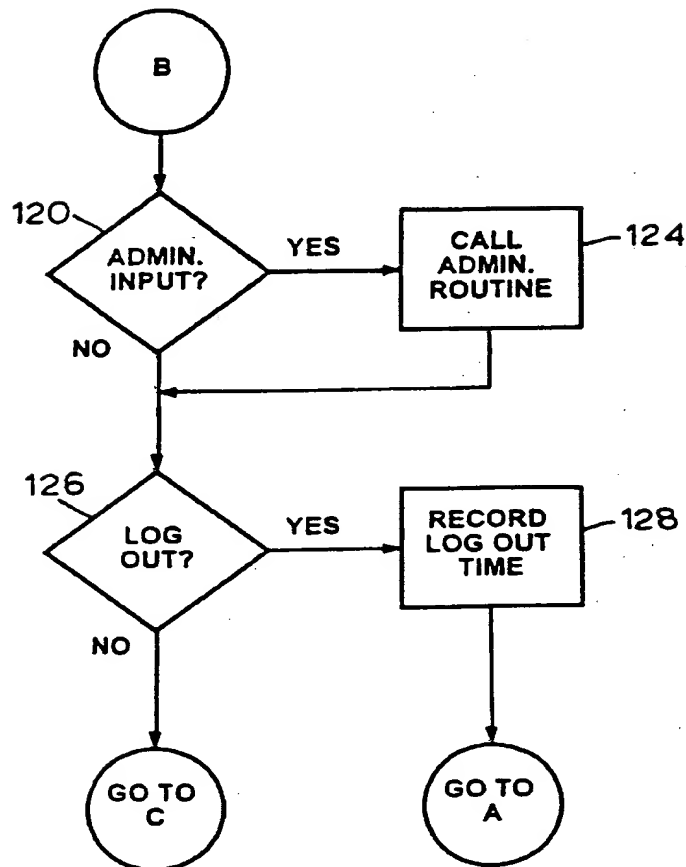 B
120
ADMIN.
INPUT?
YES
CALL
ADMIN.
ROUTINE
124
NO
126
LOG
OUT?
YES
RECORD
LOG OUT
TIME
128
NO
GO TO
C
GO TO
A